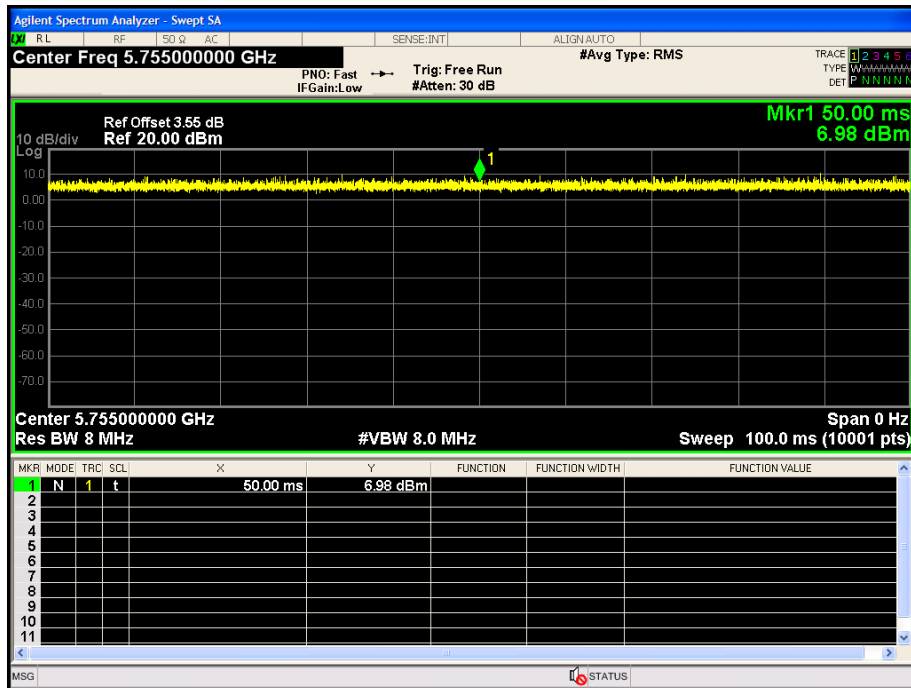 Agilent Spectrum Analyzer - Swept SA
LXI RL RF 50 Ω AC SENSE:INT ALIGN AUTO
Center Freq 5.755000000 GHz
#Avg Type: RMS
TRACE 1 2 3 4 5 6
PNO: Fast Trig: Free Run
TYPE
IFGain:Low #Atten: 30 dB
DET P N N N N N
Mkr1 50.00 ms
6.98 dBm
Ref Offset 3.55 dB
10 dB/div Ref 20.00 dBm
Log
1
10.0
0.00
-10.0
-20.0
-30.0
-40.0
-50.0
-60.0
-70.0
Center 5.755000000 GHz Span 0 Hz
Res BW 8 MHz #VBW 8.0 MHz Sweep 100.0 ms (10001 pts)
MKR MODE TRC SCL X Y FUNCTION FUNCTION WIDTH FUNCTION VALUE
1 N 1 t 50.00 ms 6.98 dBm
2
3
4
5
6
7
8
9
10
11
MSG STATUS